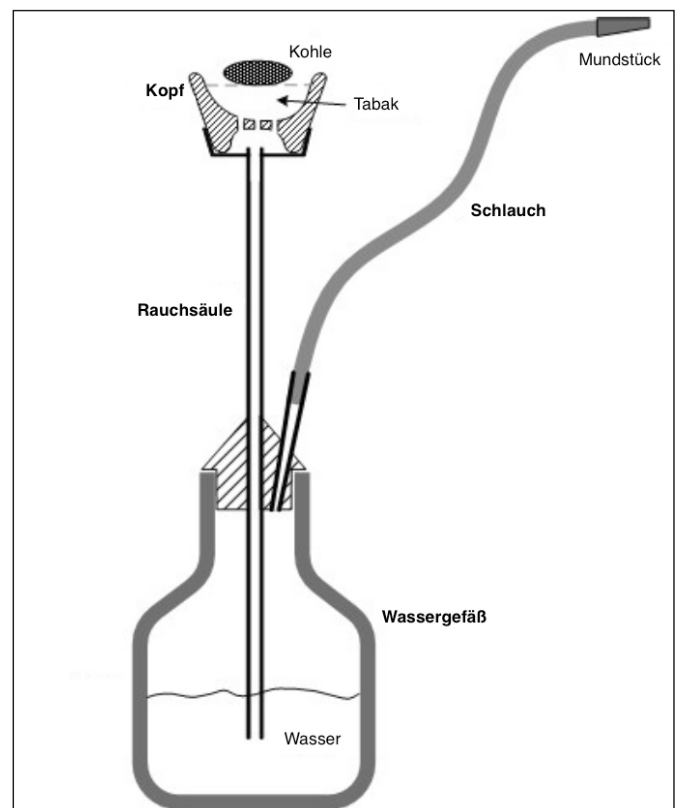 Kohle
Mundstück
Kopf
Tabak
Schlauch
Rauchsäule
Wassergefäß
Wasser